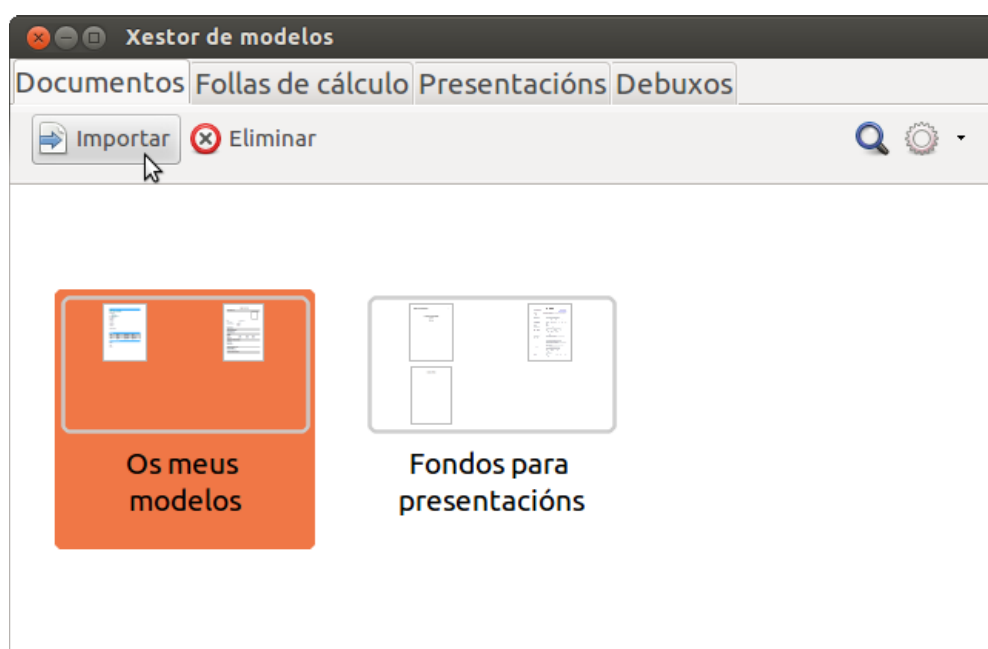 Xestor de modelos
Documentos Follas de cálculo Presentacións Debuxos
Importar Eliminar
Os meus
modelos
Fondos para
presentacións